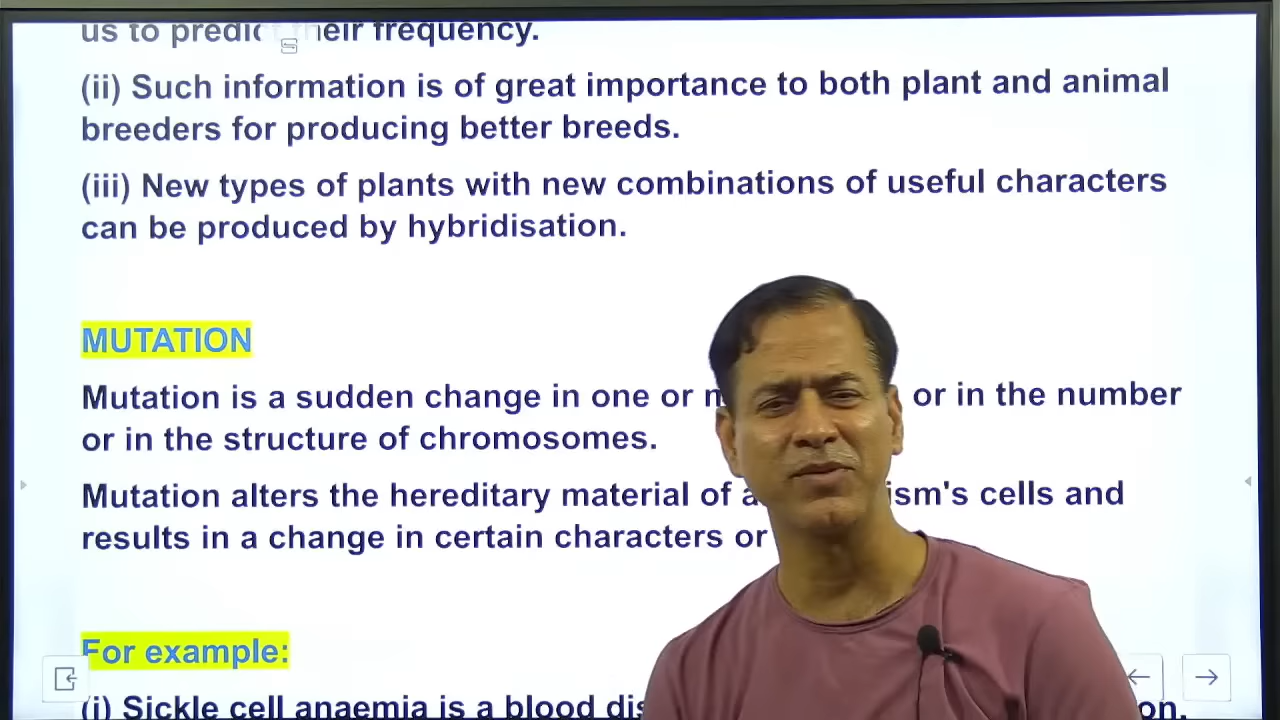 us to predic heir frequency.
(ii) Such information is of great importance to both plant and animal
breeders for producing better breeds.
(iii) New types of plants with new combinations of useful characters
can be produced by hybridisation.
MUTATION
Mutation is a sudden change in one or or in the number
or in the structure of chromosomes.
Mutation alters the hereditary material of ism's cells and
results in a change in certain characters or
For example:
(i) Sickle cell anaemia is a blood on.